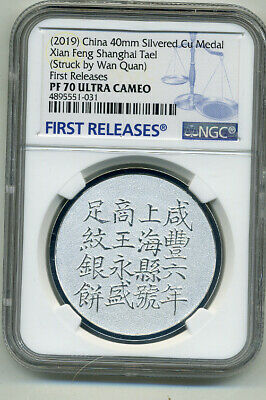 (2019) China 40mm Silvered Cu Medal
Xian Feng Shanghai Tael
(Struck by Wan Quan)
First Releases
PF 70 ULTRA CAMEO
4895551-031
FIRST RELEASES
NGC
咸豐六年
上海縣號
商王永盛
足紋銀餅